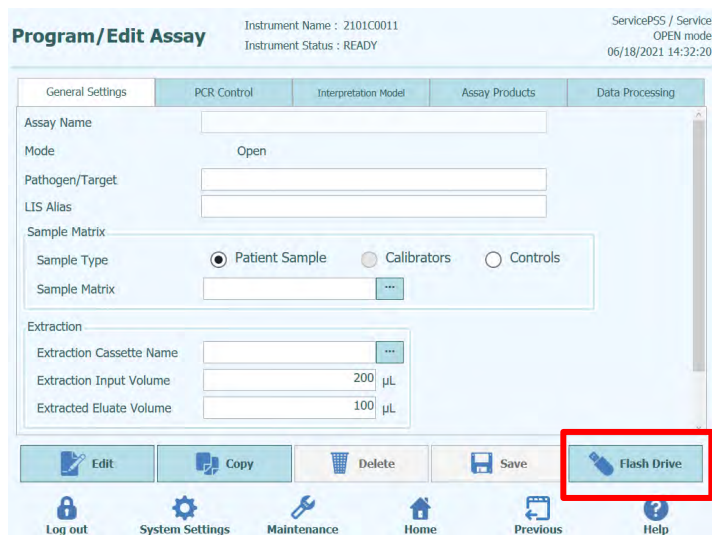 Program/Edit Assay
Instrument Name : 2101C0011
Instrument Status : READY
ServicePSS / Service
OPEN mode
06/18/2021 14:32:20
General Settings PCR Control Interpretation Model Assay Products Data Processing
Assay Name
Mode Open
Pathogen/Target
LIS Alias
Sample Matrix
Sample Type Patient Sample Calibrators Controls
Sample Matrix ...
Extraction
Extraction Cassette Name ...
Extraction Input Volume 200 µL
Extracted Eluate Volume 100 µL
Edit Copy Delete Save Flash Drive
Log out System Settings Maintenance Home Previous Help